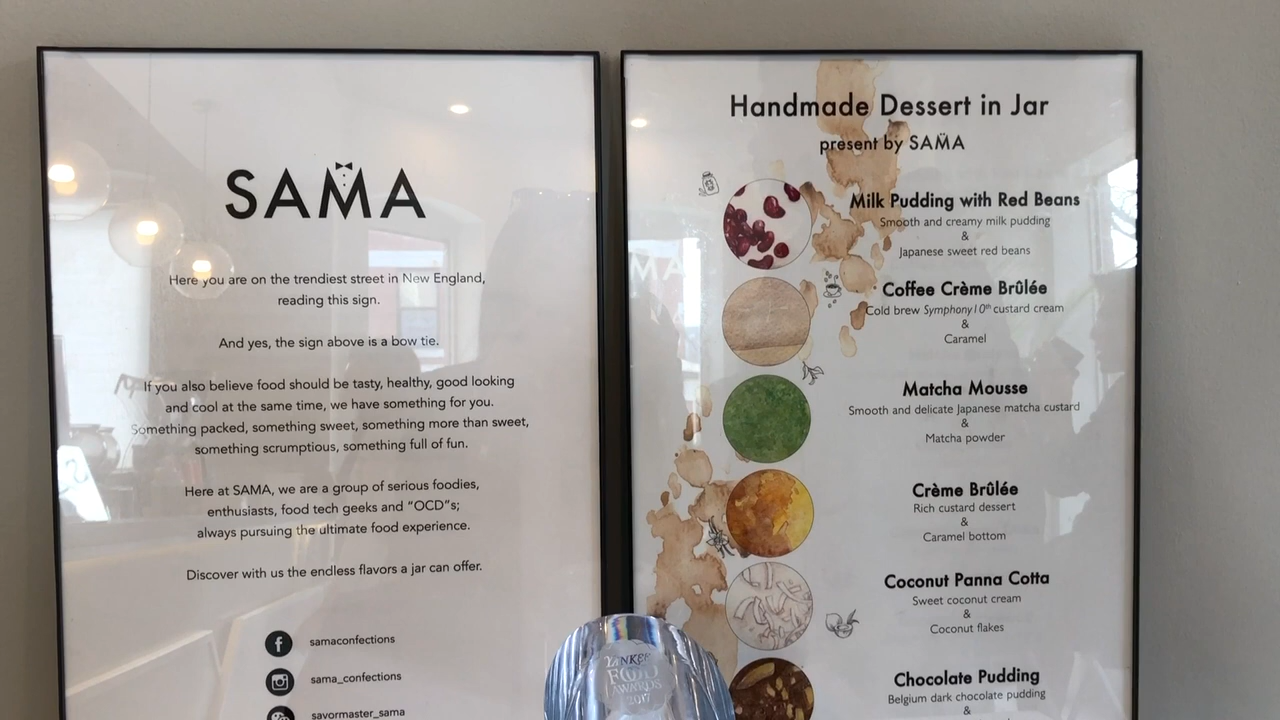 SAMA
Here you are on the trendiest street in New England,
reading this sign.
And yes, the sign above is a bow tie.
If you also believe food should be tasty, healthy, good looking
and cool at the same time, we have something for you.
Something packed, something sweet, something more than sweet,
something scrumptious, something full of fun.
Here at SAMA, we are a group of serious foodies,
enthusiasts, food tech geeks and “OCD”s;
always pursuing the ultimate food experience.
Discover with us the endless flavors a jar can offer.
samaconfections
sama_confections
savormaster_sama
Handmade Dessert in Jar
present by SAMA
Milk Pudding with Red Beans
Smooth and creamy milk pudding
&
Japanese sweet red beans
Coffee Crème Brûlée
Cold brew Symphony10th custard cream
&
Caramel
Matcha Mousse
Smooth and delicate Japanese matcha custard
&
Matcha powder
Crème Brûlée
Rich custard dessert
&
Caramel bottom
Coconut Panna Cotta
Sweet coconut cream
&
Coconut flakes
Chocolate Pudding
Belgium dark chocolate pudding
&
YANKEE
FOOD
AWARDS
2017